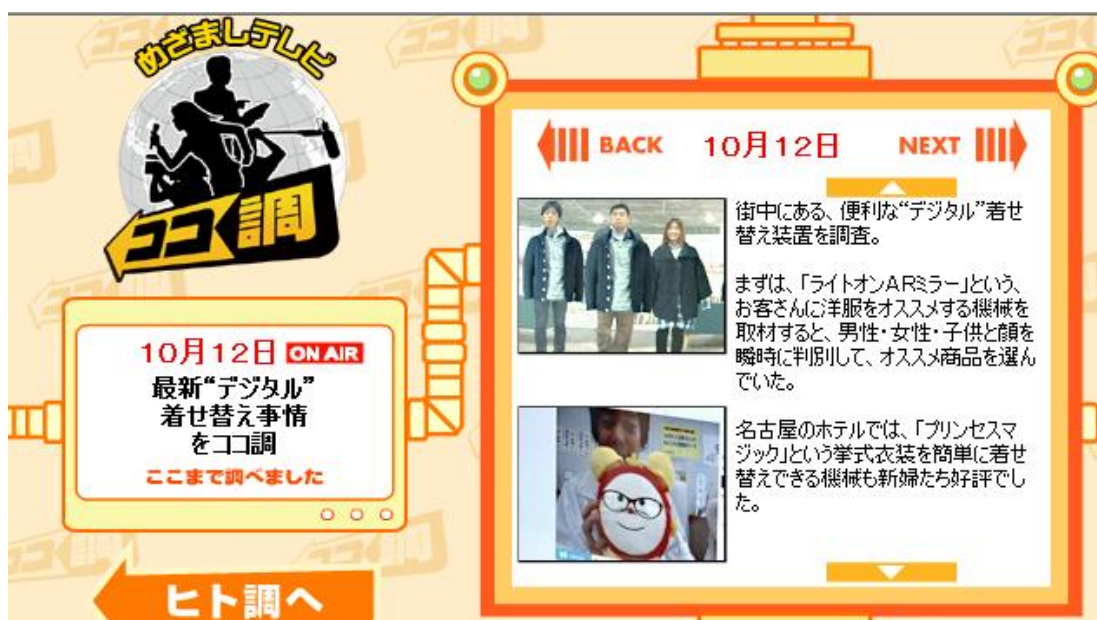 めざましテレビ
ココ調
10月12日 ON AIR
最新“デジタル”
着せ替え事情
をココ調
ここまで調べました
ヒト調へ
BACK 10月12日 NEXT
街中にある、便利な“デジタル”着せ
替え装置を調査。
まずは、「ライトオンARミラー」という、
お客さんに洋服をオススメする機械を
取材すると、男性・女性・子供と顔を
瞬時に判別して、オススメ商品を選ん
でいた。
名古屋のホテルでは、「プリンセスマ
ジック」という挙式衣装を簡単に着せ
替えできる機械も新婦たち好評でし
た。